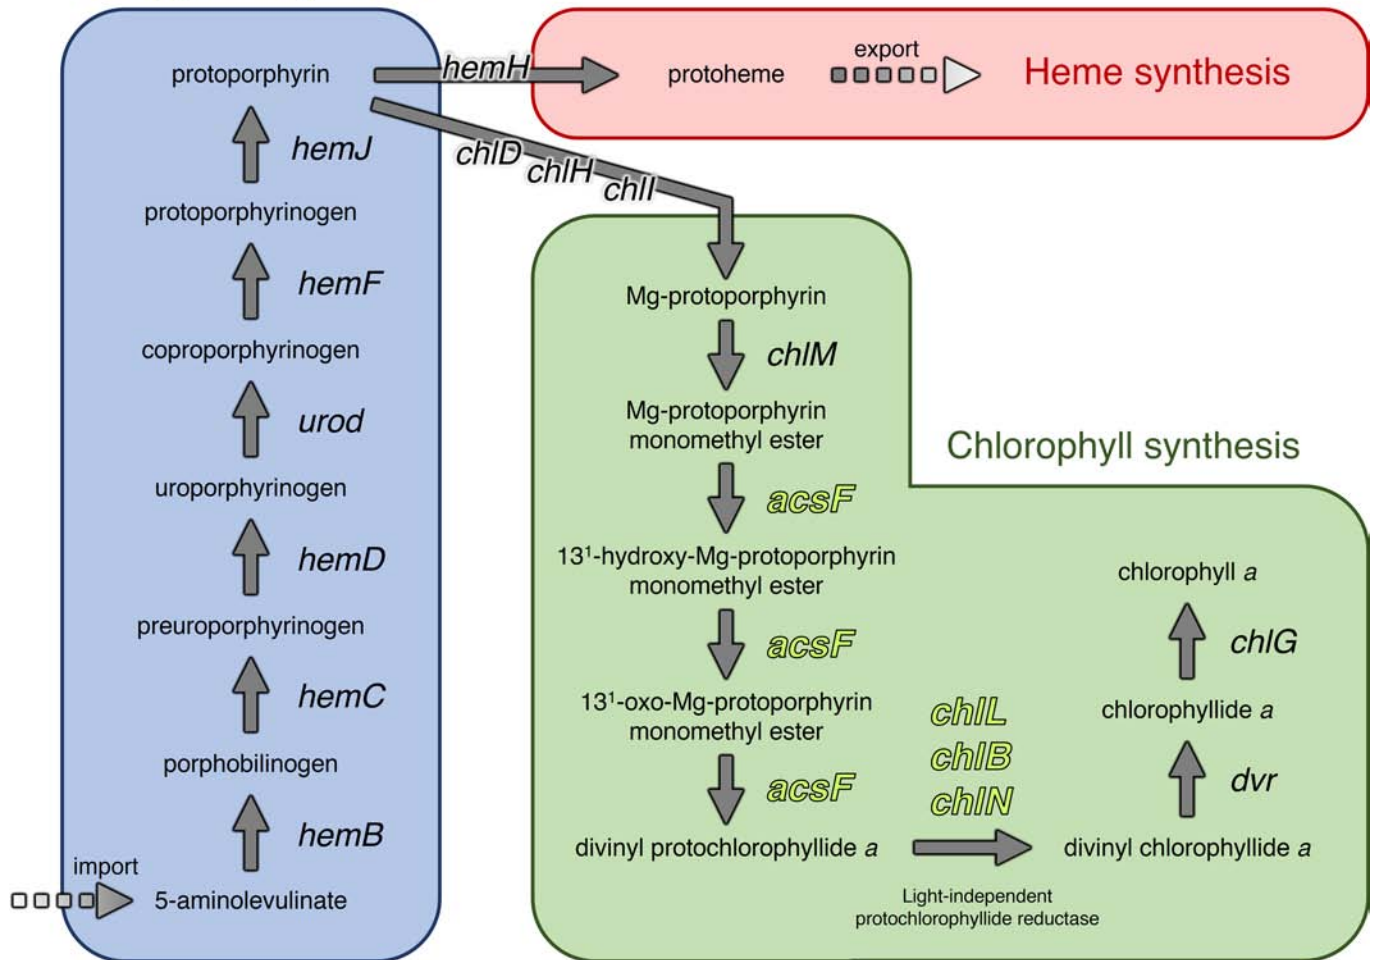 protoporphyrin
hemJ
protoporphyrinogen
hemF
coproporphyrinogen
urod
uroporphyrinogen
hemD
preuroporphyrinogen
hemC
porphobilinogen
hemB
import
5-aminolevulinate
hemH
protoheme
export
Heme synthesis
chlD
chlH
chlI
Mg-protoporphyrin
chlM
Mg-protoporphyrin
monomethyl ester
acsF
13¹-hydroxy-Mg-protoporphyrin
monomethyl ester
acsF
13¹-oxo-Mg-protoporphyrin
monomethyl ester
acsF
divinyl protochlorophyllide a
chlL
chlB
chlN
Light-independent
protochlorophyllide reductase
Chlorophyll synthesis
chlorophyll a
chlG
chlorophyllide a
dvr
divinyl chlorophyllide a